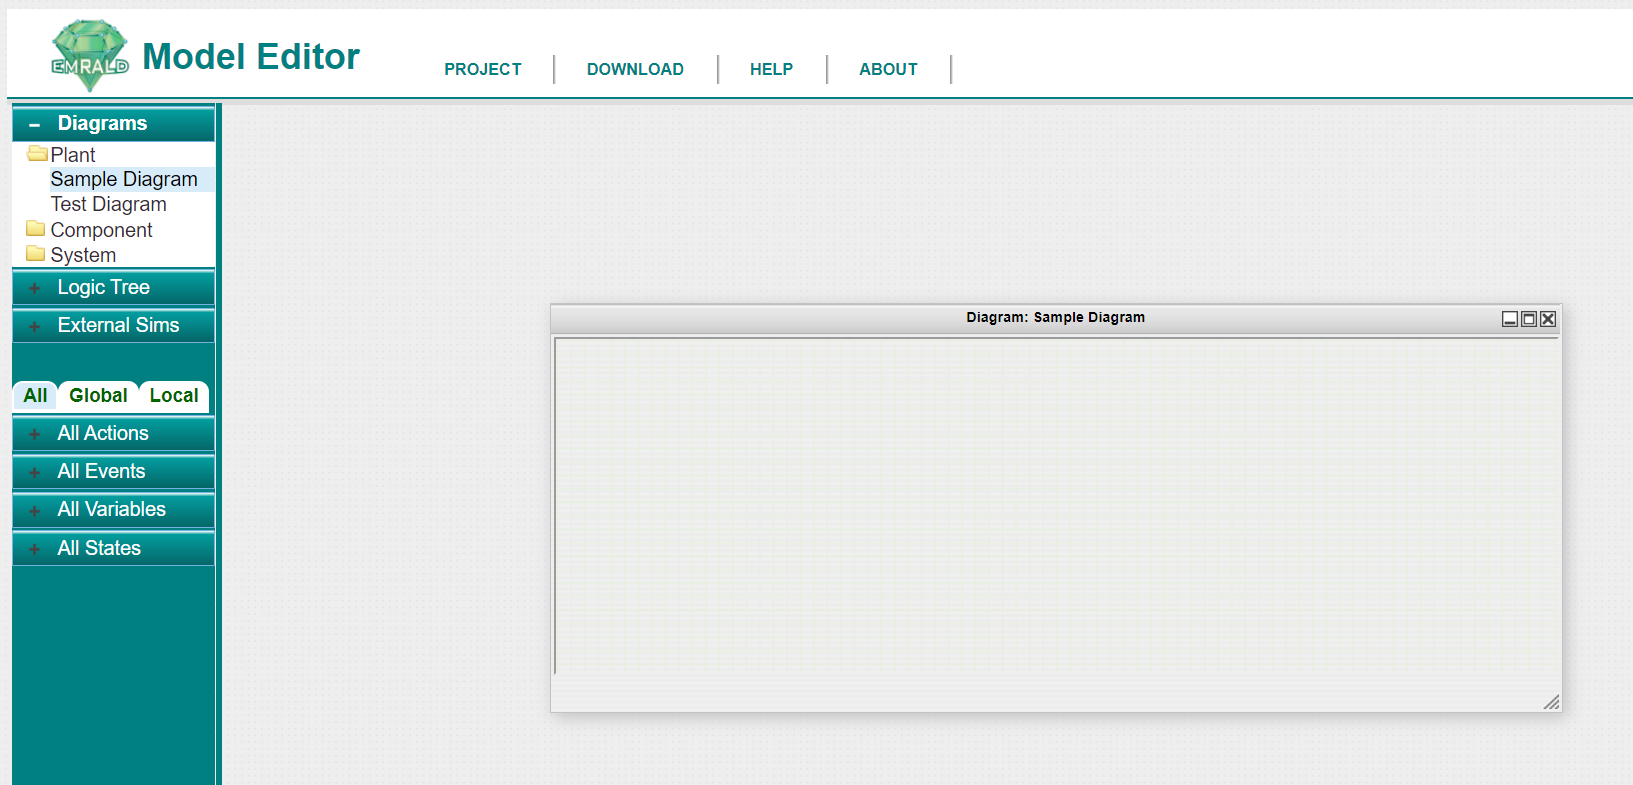 EMRALD
Model Editor
PROJECT
DOWNLOAD
HELP
ABOUT
Diagrams
Plant
Sample Diagram
Test Diagram
Component
System
Logic Tree
External Sims
All Global Local
All Actions
All Events
All Variables
All States
Diagram: Sample Diagram